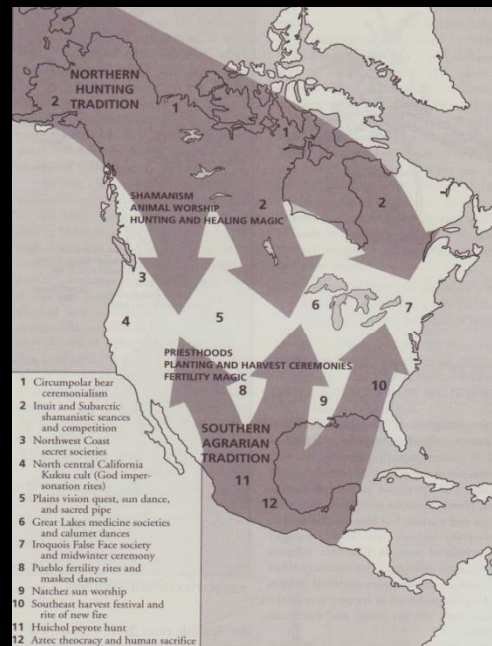 NORTHERN
HUNTING
TRADITION
2
1
1
SHAMANISM
ANIMAL WORSHIP
HUNTING AND HEALING MAGIC
2
2
3
4
5
6
7
PRIESTHOODS
PLANTING AND HARVEST CEREMONIES
FERTILITY MAGIC
8
9
10
SOUTHERN
AGRARIAN
TRADITION
11
12
1 Circumpolar bear
ceremonialism
2 Inuit and Subarctic
shamanistic seances
and competition
3 Northwest Coast
secret societies
4 North central California
Kuksu cult (God imper-
sonation rites)
5 Plains vision quest, sun dance,
and sacred pipe
6 Great Lakes medicine societies
and calumet dances
7 Iroquois False Face society
and midwinter ceremony
8 Pueblo fertility rites and
masked dances
9 Natchez sun worship
10 Southeast harvest festival and
rite of new fire
11 Huichol peyote hunt
12 Aztec theocracy and human sacrifice